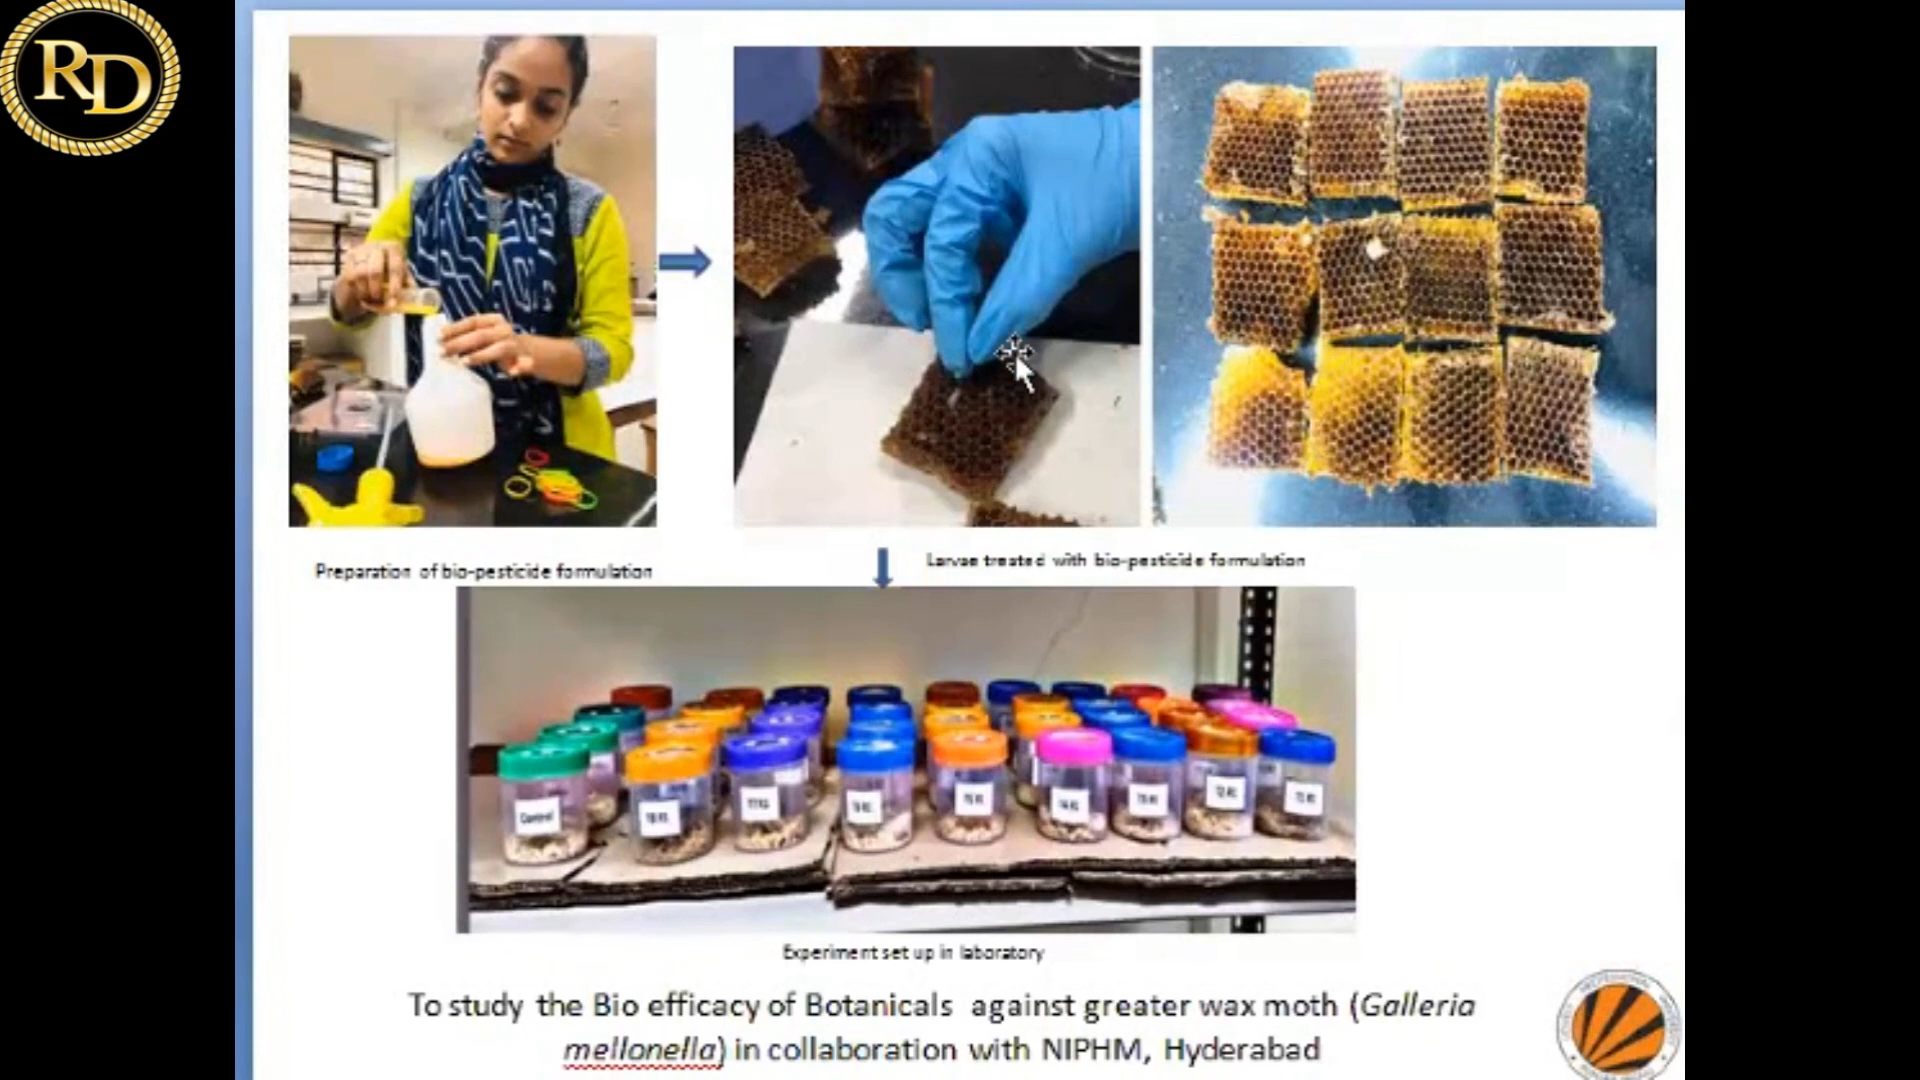 RD
Preparation of bio-pesticide formulation
Larvae treated with bio-pesticide formulation
Control
Experiment set up in laboratory
To study the Bio efficacy of Botanicals against greater wax moth (Galleria
mellonella) in collaboration with NIPHM, Hyderabad